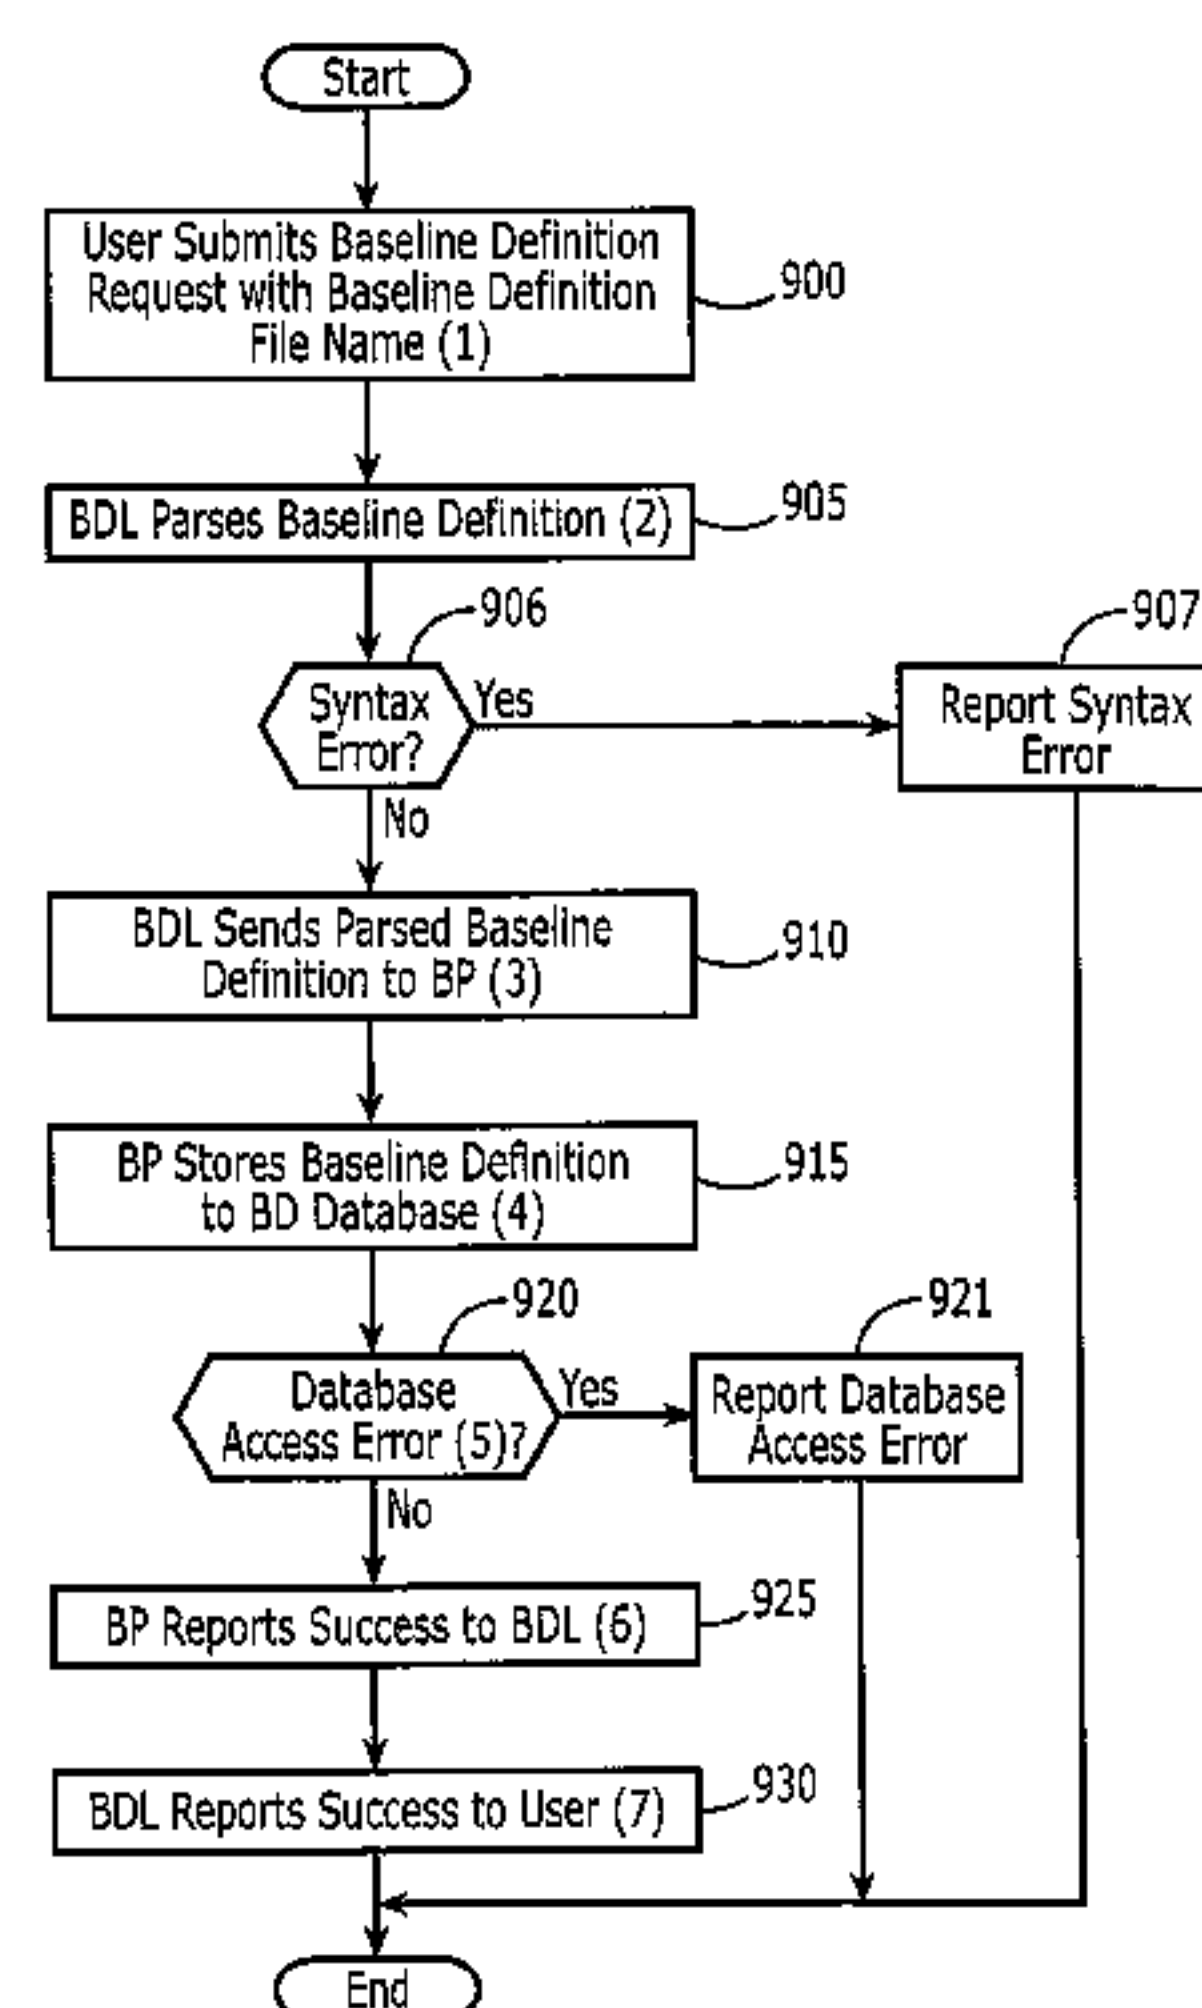 Start
User Submits Baseline Definition
Request with Baseline Definition
File Name (1)
900
BDL Parses Baseline Definition (2)
905
906
907
Syntax
Error?
Yes
Report Syntax
Error
No
BDL Sends Parsed Baseline
Definition to BP (3)
910
BP Stores Baseline Definition
to BD Database (4)
915
920
921
Database
Access Error (5)?
Yes
Report Database
Access Error
No
BP Reports Success to BDL (6)
925
BDL Reports Success to User (7)
930
End